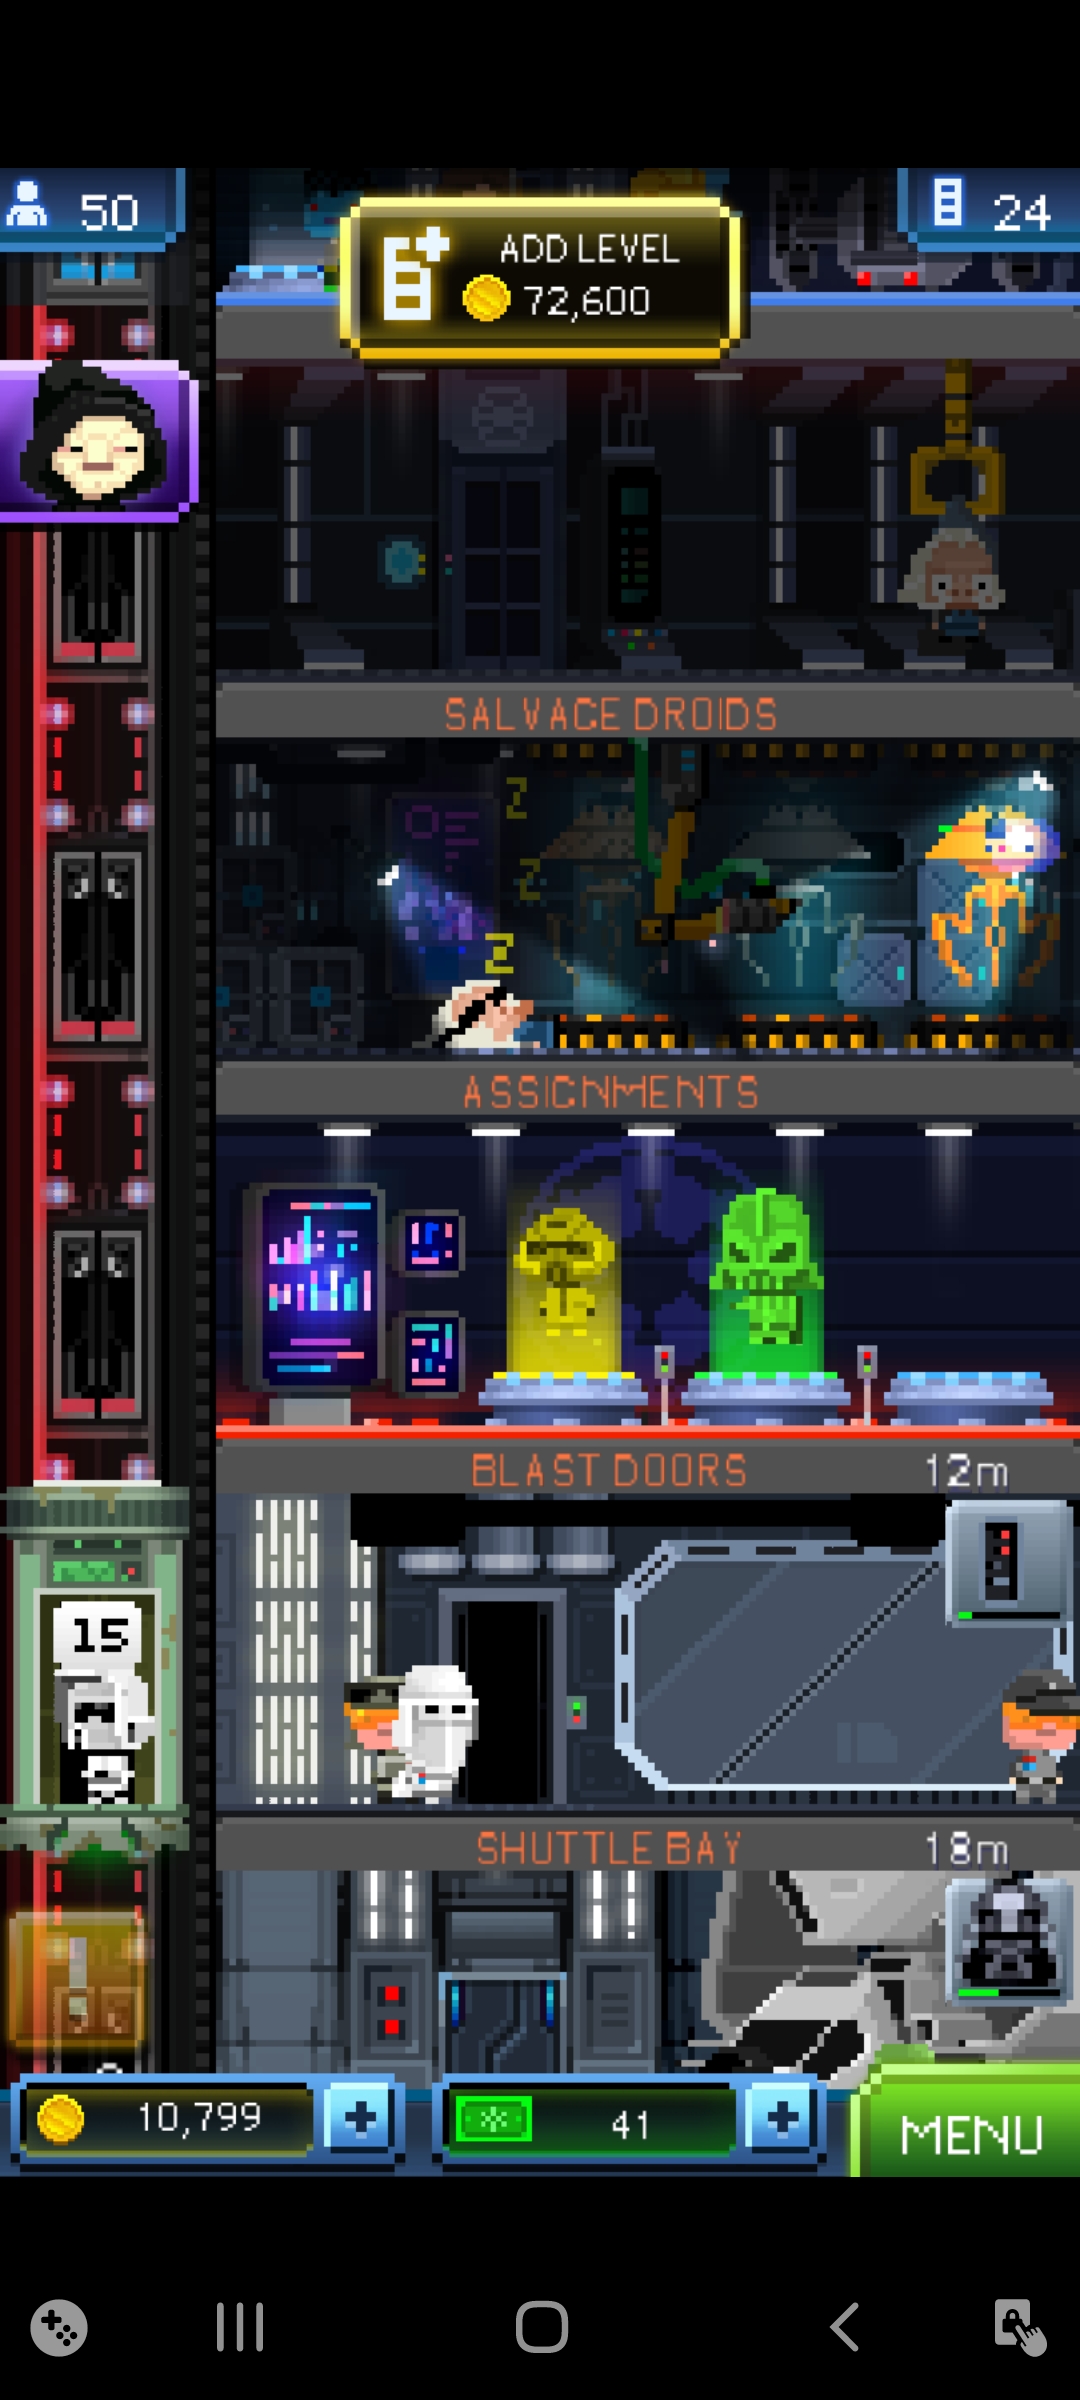 50
24
ADD LEVEL
72,600
SALVAGE DROIDS
Z
Z
Z
ASSIGNMENTS
BLAST DOORS 12m
15
SHUTTLE BAY 18m
10,799
41
MENU